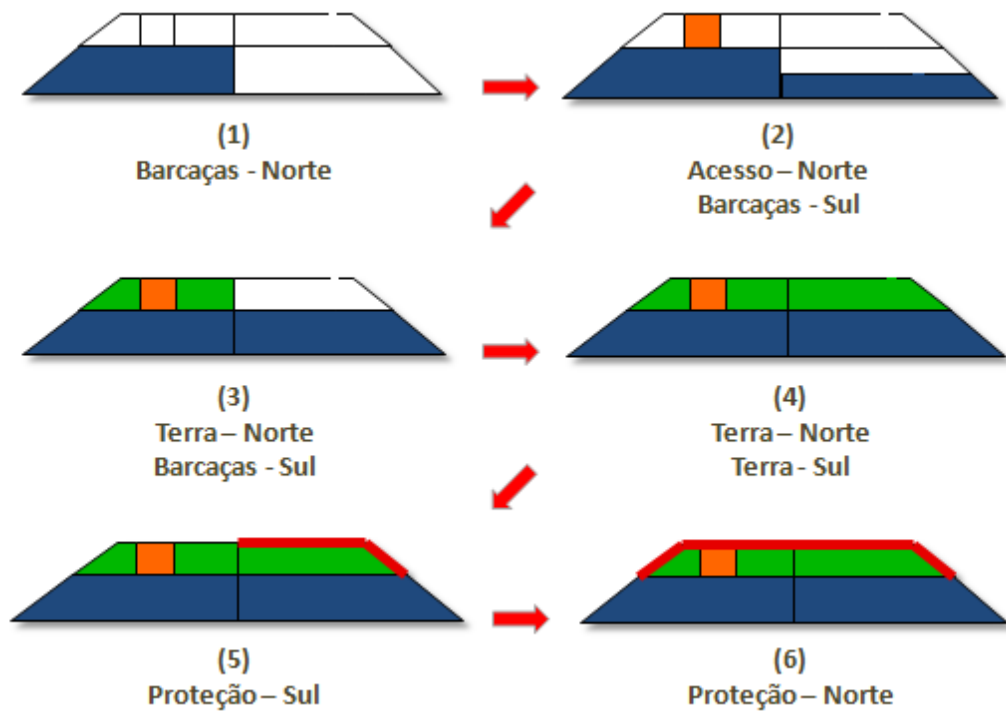 (1)
Barcaças - Norte
(2)
Acesso – Norte
Barcaças - Sul
(3)
Terra – Norte
Barcaças - Sul
(4)
Terra – Norte
Terra - Sul
(5)
Proteção – Sul
(6)
Proteção – Norte